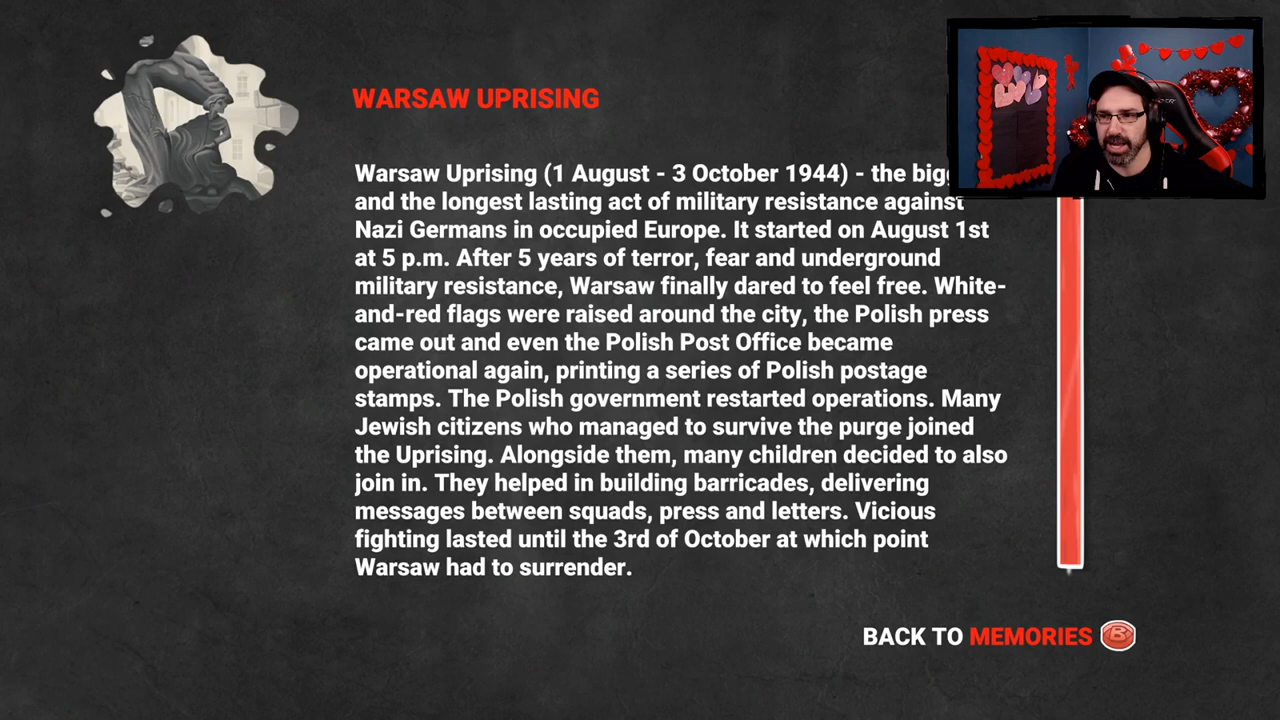 WARSAW UPRISING
Warsaw Uprising (1 August - 3 October 1944) - the
and the longest lasting act of military resistance against
Nazi Germans in occupied Europe. It started on August 1st
at 5 p.m. After 5 years of terror, fear and underground
military resistance, Warsaw finally dared to feel free. White-
and-red flags were raised around the city, the Polish press
came out and even the Polish Post Office became
operational again, printing a series of Polish postage
stamps. The Polish government restarted operations. Many
Jewish citizens who managed to survive the purge joined
the Uprising. Alongside them, many children decided to also
join in. They helped in building barricades, delivering
messages between squads, press and letters. Vicious
fighting lasted until the 3rd of October at which point
Warsaw had to surrender.
BACK TO MEMORIES B